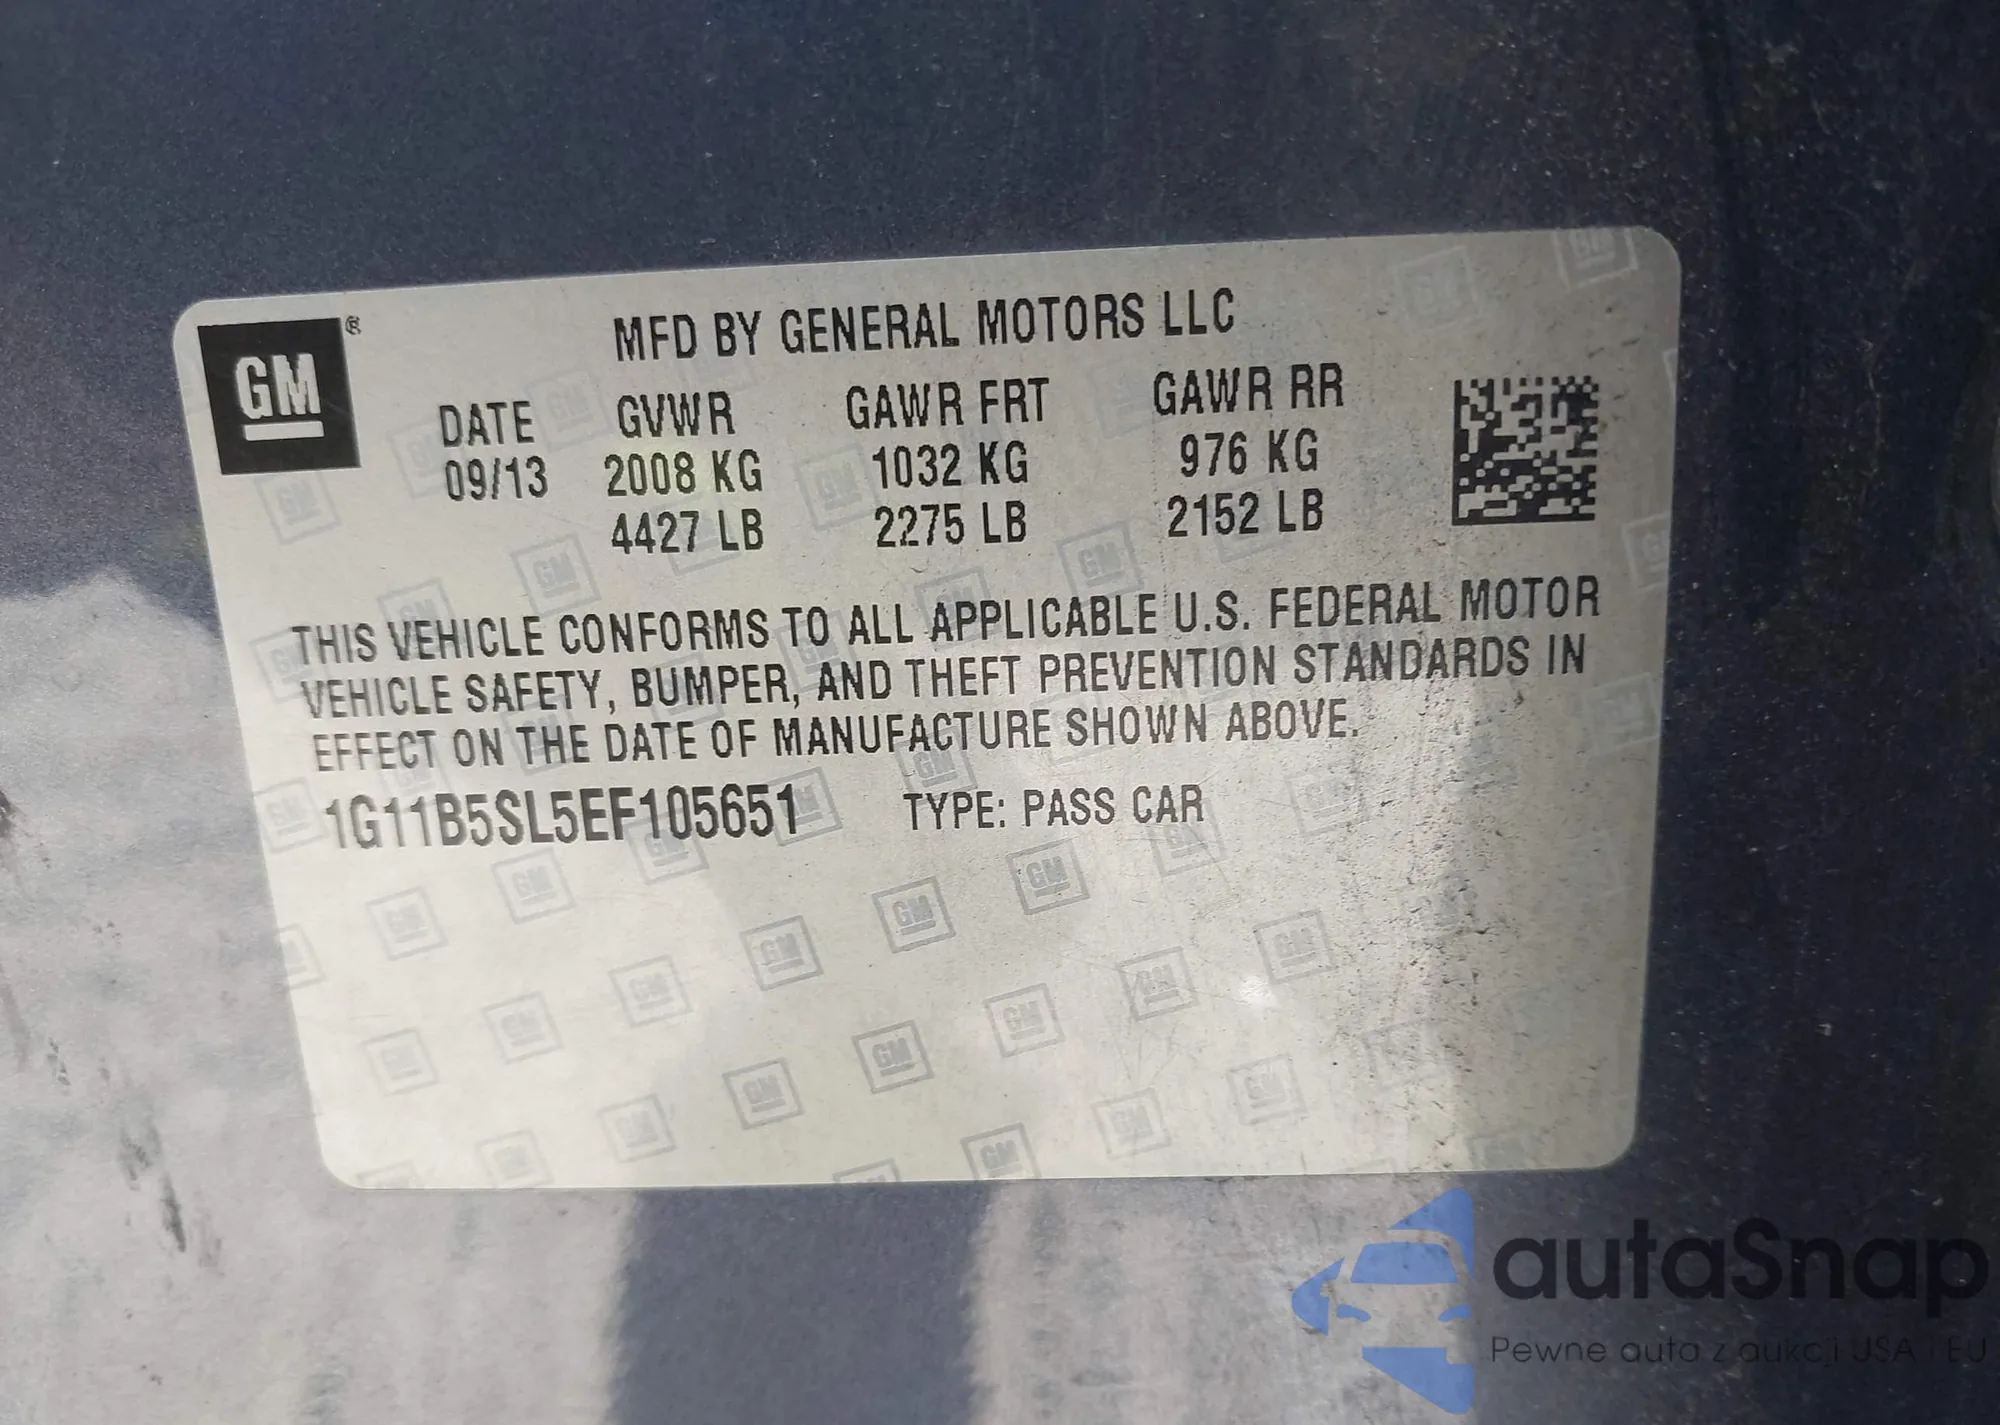 GM®
MFD BY GENERAL MOTORS LLC
DATE GVWR GAWR FRT GAWR RR
09/13 2008 KG 1032 KG 976 KG
4427 LB 2275 LB 2152 LB
THIS VEHICLE CONFORMS TO ALL APPLICABLE U.S. FEDERAL MOTOR
VEHICLE SAFETY, BUMPER, AND THEFT PREVENTION STANDARDS IN
EFFECT ON THE DATE OF MANUFACTURE SHOWN ABOVE.
1G11B5SL5EF105651 TYPE: PASS CAR
autaSnap
Pewne auta z aukcji USA i EU